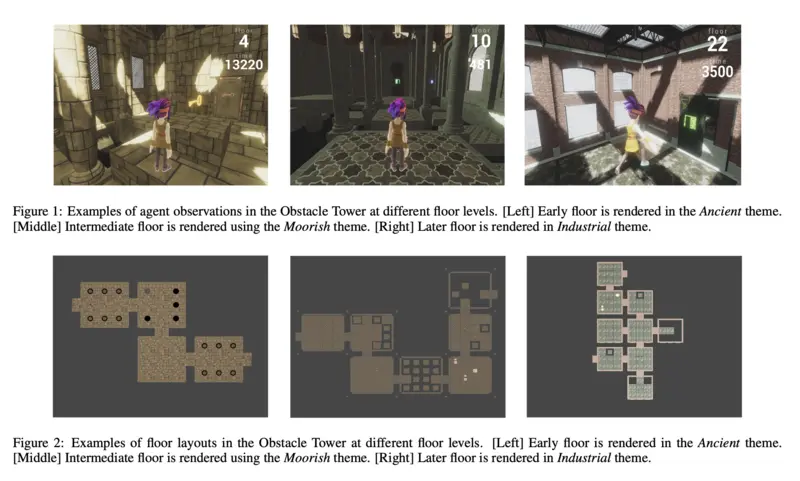 floor
4
time
13220
floor
10
time
481
floor
22
time
3500
Figure 1: Examples of agent observations in the Obstacle Tower at different floor levels. [Left] Early floor is rendered in the Ancient theme.
[Middle] Intermediate floor is rendered using the Moorish theme. [Right] Later floor is rendered in Industrial theme.
Figure 2: Examples of floor layouts in the Obstacle Tower at different floor levels. [Left] Early floor is rendered in the Ancient theme.
[Middle] Intermediate floor is rendered using the Moorish theme. [Right] Later floor is rendered in Industrial theme.